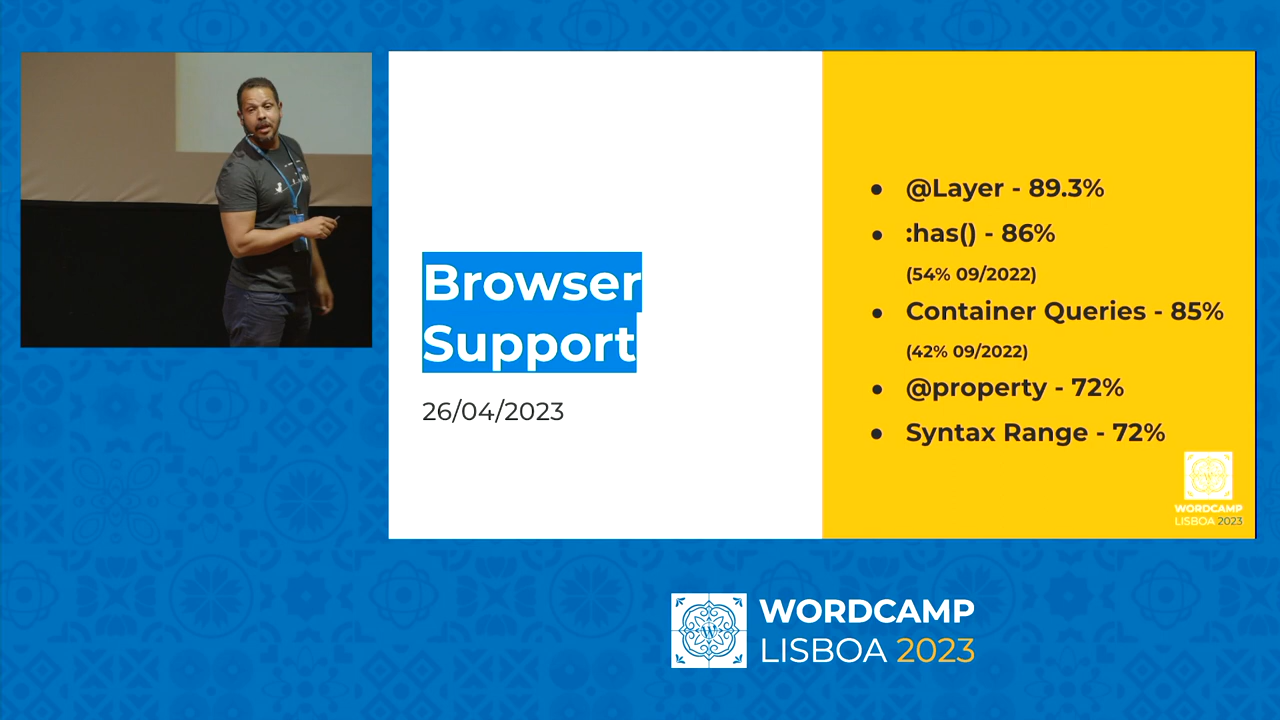 Browser
Support
26/04/2023
@Layer - 89.3%
:has() - 86%
(54% 09/2022)
Container Queries - 85%
(42% 09/2022)
@property - 72%
Syntax Range - 72%
WORDCAMP
LISBOA 2023
WORDCAMP
LISBOA 2023